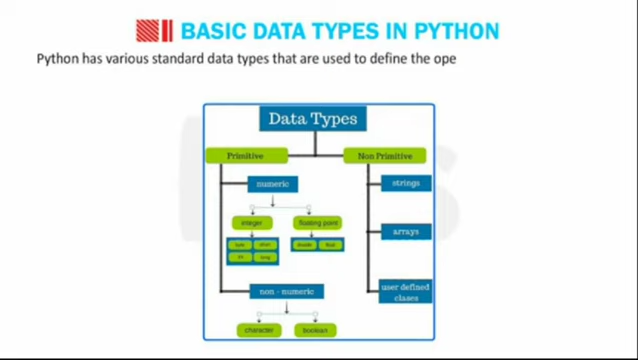 BASIC DATA TYPES IN PYTHON
Python has various standard data types that are used to define the ope
Data Types
Primitive
Non Primitive
numeric
strings
integer
floating point
byte short
double float
int long
arrays
non - numeric
user defined
clases
character
boolean